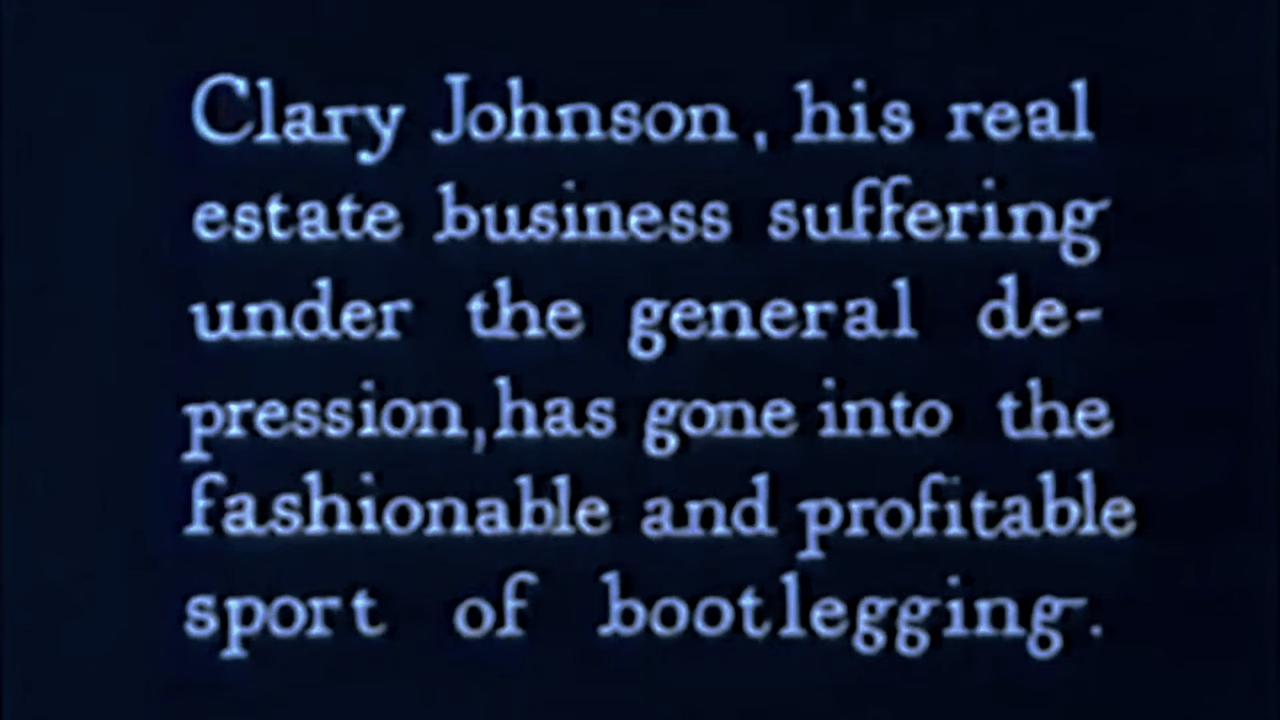 Clary Johnson, his real
estate business suffering
under the general de-
pression, has gone into the
fashionable and profitable
sport of bootlegging.